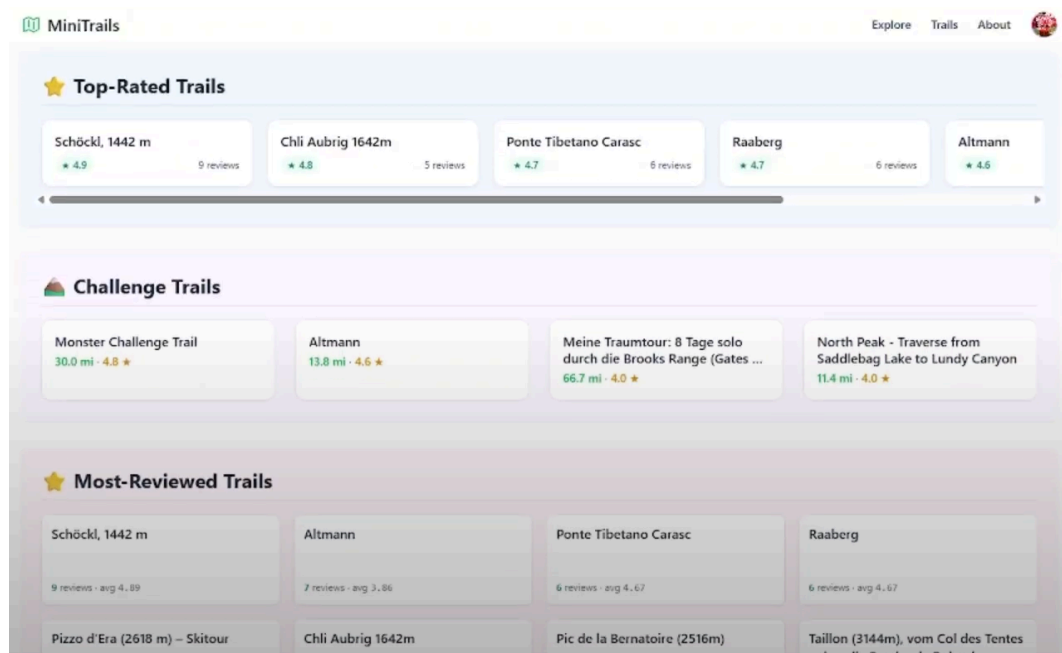 MiniTrails
Explore Trails About
Top-Rated Trails
Schöckl, 1442 m
★ 4.9 9 reviews
Chli Aubrig 1642m
★ 4.8 5 reviews
Ponte Tibetano Carasc
★ 4.7 6 reviews
Raaberg
★ 4.7 6 reviews
Altmann
★ 4.6
Challenge Trails
Monster Challenge Trail
30.0 mi · 4.8 ★
Altmann
13.8 mi · 4.6 ★
Meine Traumtour: 8 Tage solo
durch die Brooks Range (Gates ...
66.7 mi · 4.0 ★
North Peak - Traverse from
Saddlebag Lake to Lundy Canyon
11.4 mi · 4.0 ★
Most-Reviewed Trails
Schöckl, 1442 m
9 reviews · avg 4.89
Altmann
7 reviews · avg 3.86
Ponte Tibetano Carasc
6 reviews · avg 4.67
Raaberg
6 reviews · avg 4.67
Pizzo d'Era (2618 m) – Skitour
Chli Aubrig 1642m
Pic de la Bernatoire (2516m)
Taillon (3144m), vom Col des Tentes